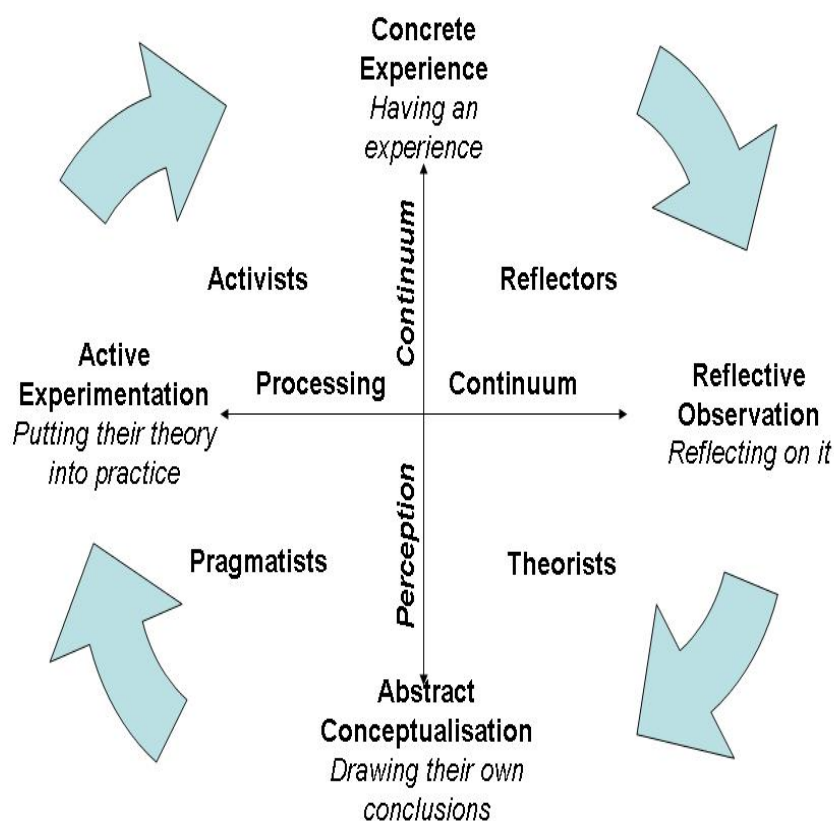 Concrete
Experience
Having an
experience
Continuum
Activists
Reflectors
Active
Experimentation
Putting their theory
into practice
Processing
Continuum
Reflective
Observation
Reflecting on it
Perception
Pragmatists
Theorists
Abstract
Conceptualisation
Drawing their own
conclusions